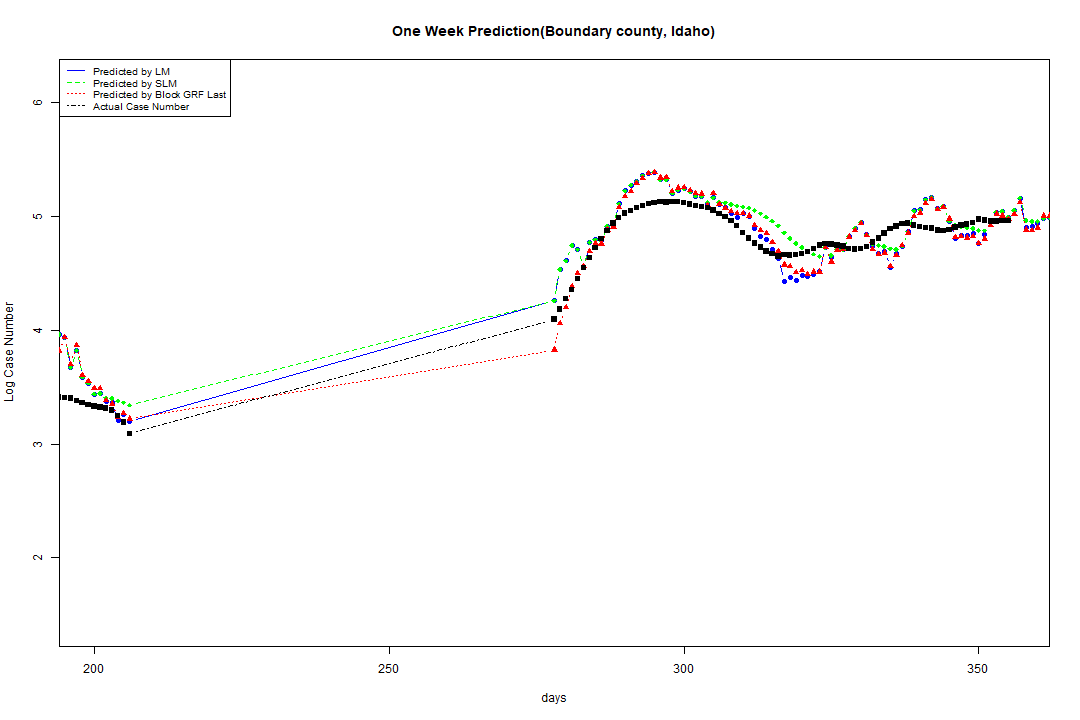 One Week Prediction(Boundary county, Idaho)
Predicted by LM
Predicted by SLM
Predicted by Block GRF Last
Actual Case Number
6
5
4
3
2
Log Case Number
200 250 300 350
days